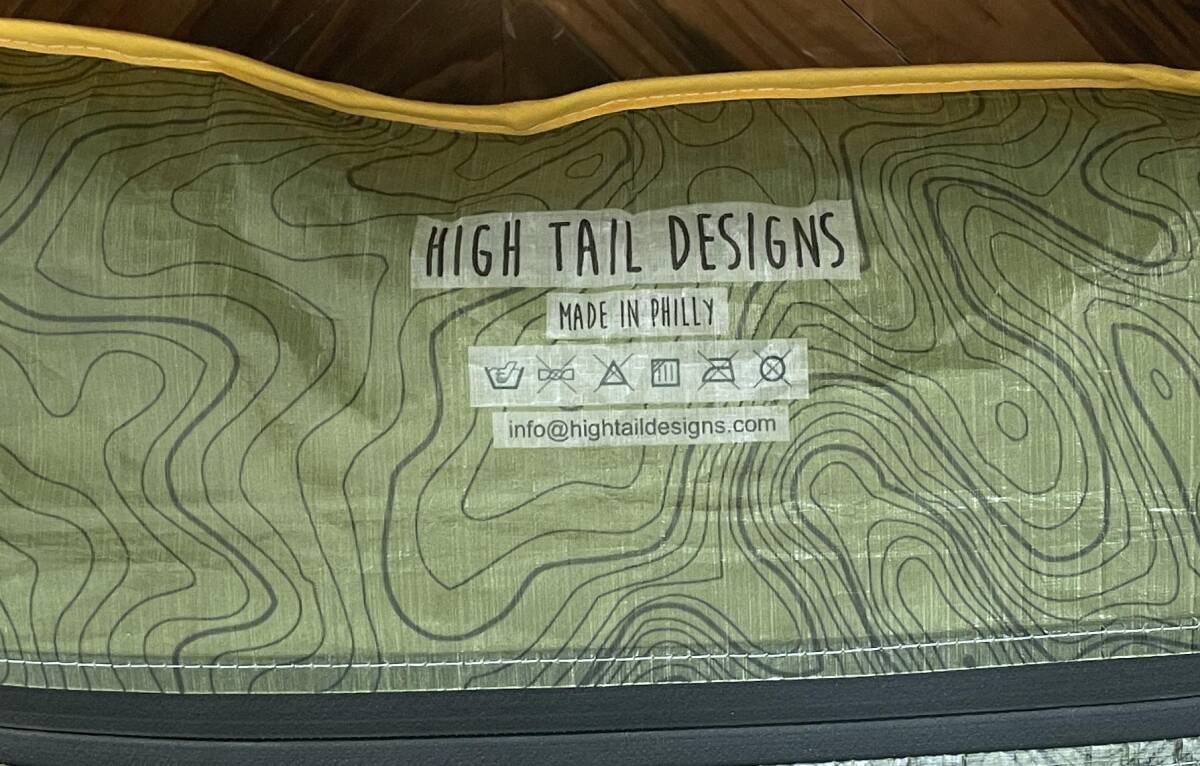 HIGH TAIL DESIGNS
MADE IN PHILLY
info@hightaildesigns.com